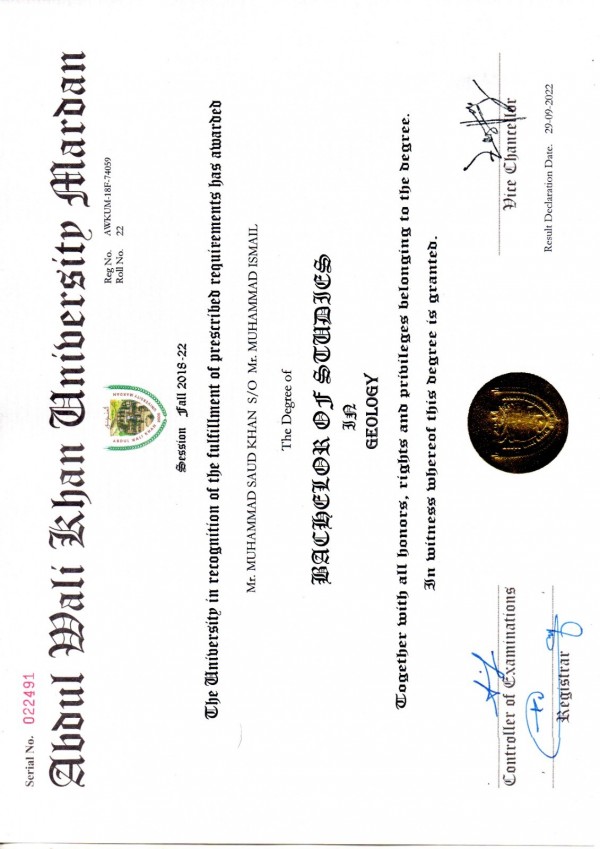 Serial No. 022491
Abdul Wali Khan University Mardan
Reg No. AWKUM-18F-74059
Roll No. 22
Session Fall 2018-22
The University in recognition of the fulfillment of prescribed requirements has awarded
Mr. MUHAMMAD SAUD KHAN S/O Mr. MUHAMMAD ISMAIL
The Degree of
BACHELOR OF STUDIES
IN
GEOLOGY
Together with all honors, rights and privileges belonging to the degree.
In witness whereof this degree is granted.
Controller of Examinations
Registrar
Vice Chancellor
Result Declaration Date. 29-09-2022